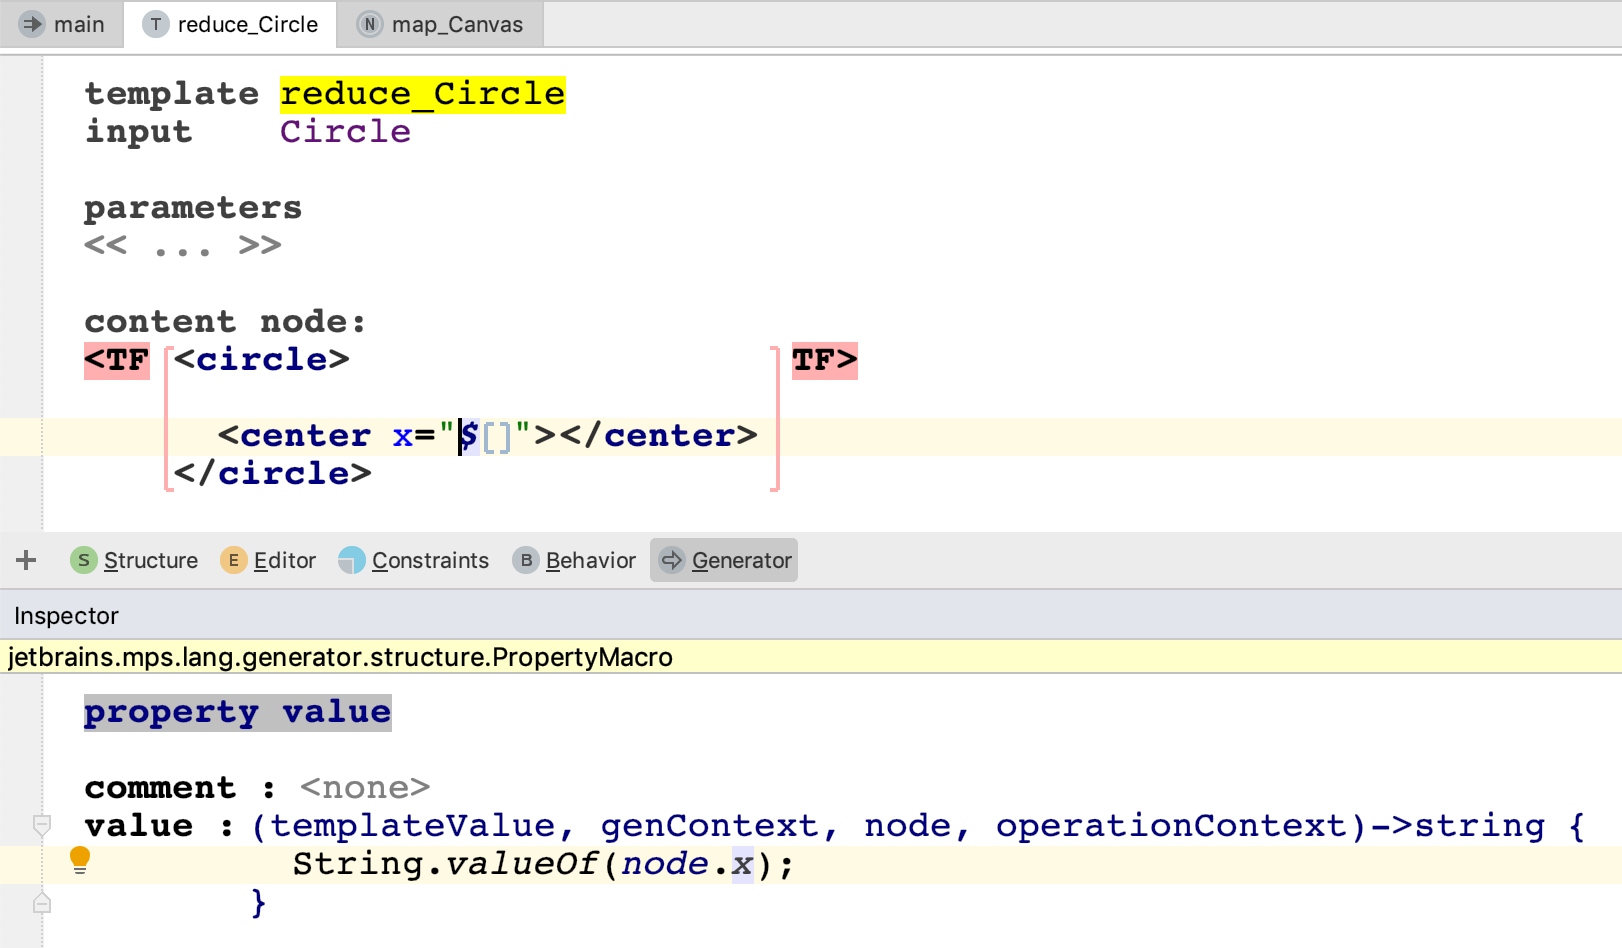 main T reduce_Circle N map_Canvas
template reduce_Circle
input Circle
parameters
<< ... >>
content node:
<TF <circle> TF>
<center x="$[]"></center>
</circle>
+ S Structure E Editor Constraints B Behavior Generator
Inspector
jetbrains.mps.lang.generator.structure.PropertyMacro
property value
comment : <none>
value : (templateValue, genContext, node, operationContext)->string {
String.valueOf(node.x);
}